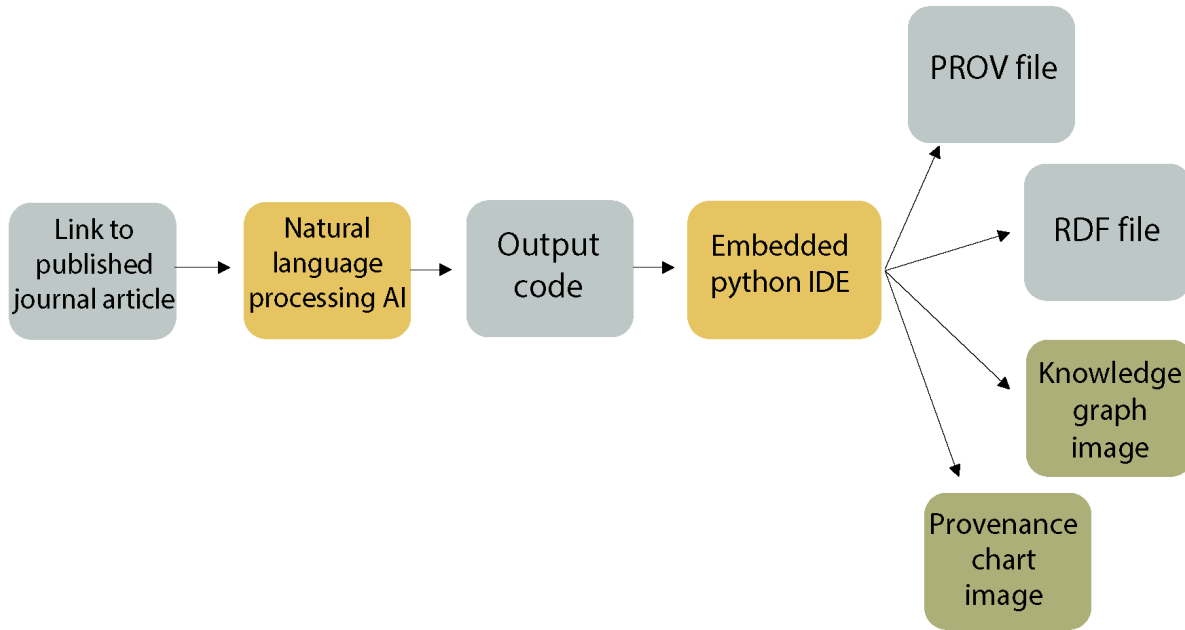 Link to
published
journal article
Natural
language
processing AI
Output
code
Embedded
python IDE
PROV file
RDF file
Knowledge
graph
image
Provenance
chart
image